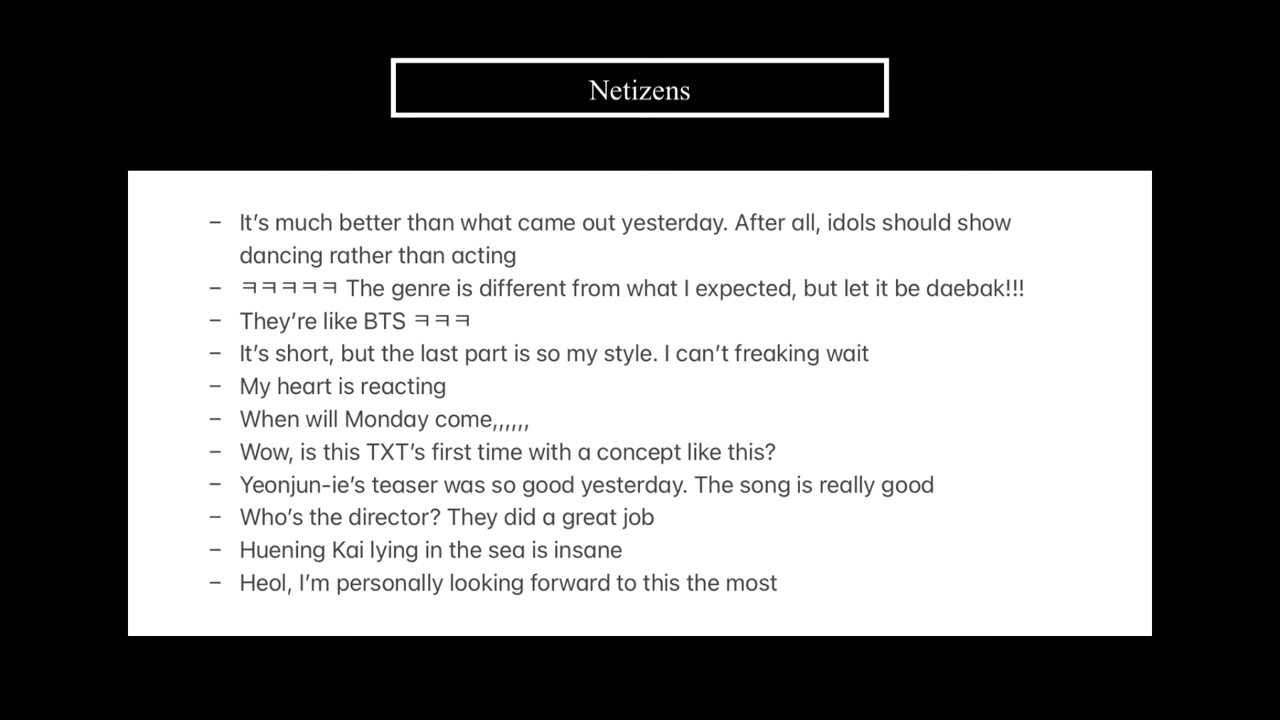 Netizens
– It’s much better than what came out yesterday. After all, idols should show
dancing rather than acting
– ㅋㅋㅋㅋㅋ The genre is different from what I expected, but let it be daebak!!!
– They’re like BTS ㅋㅋㅋ
– It’s short, but the last part is so my style. I can’t freaking wait
– My heart is reacting
– When will Monday come,,,,,,
– Wow, is this TXT’s first time with a concept like this?
– Yeonjun-ie’s teaser was so good yesterday. The song is really good
– Who’s the director? They did a great job
– Huening Kai lying in the sea is insane
– Heol, I’m personally looking forward to this the most